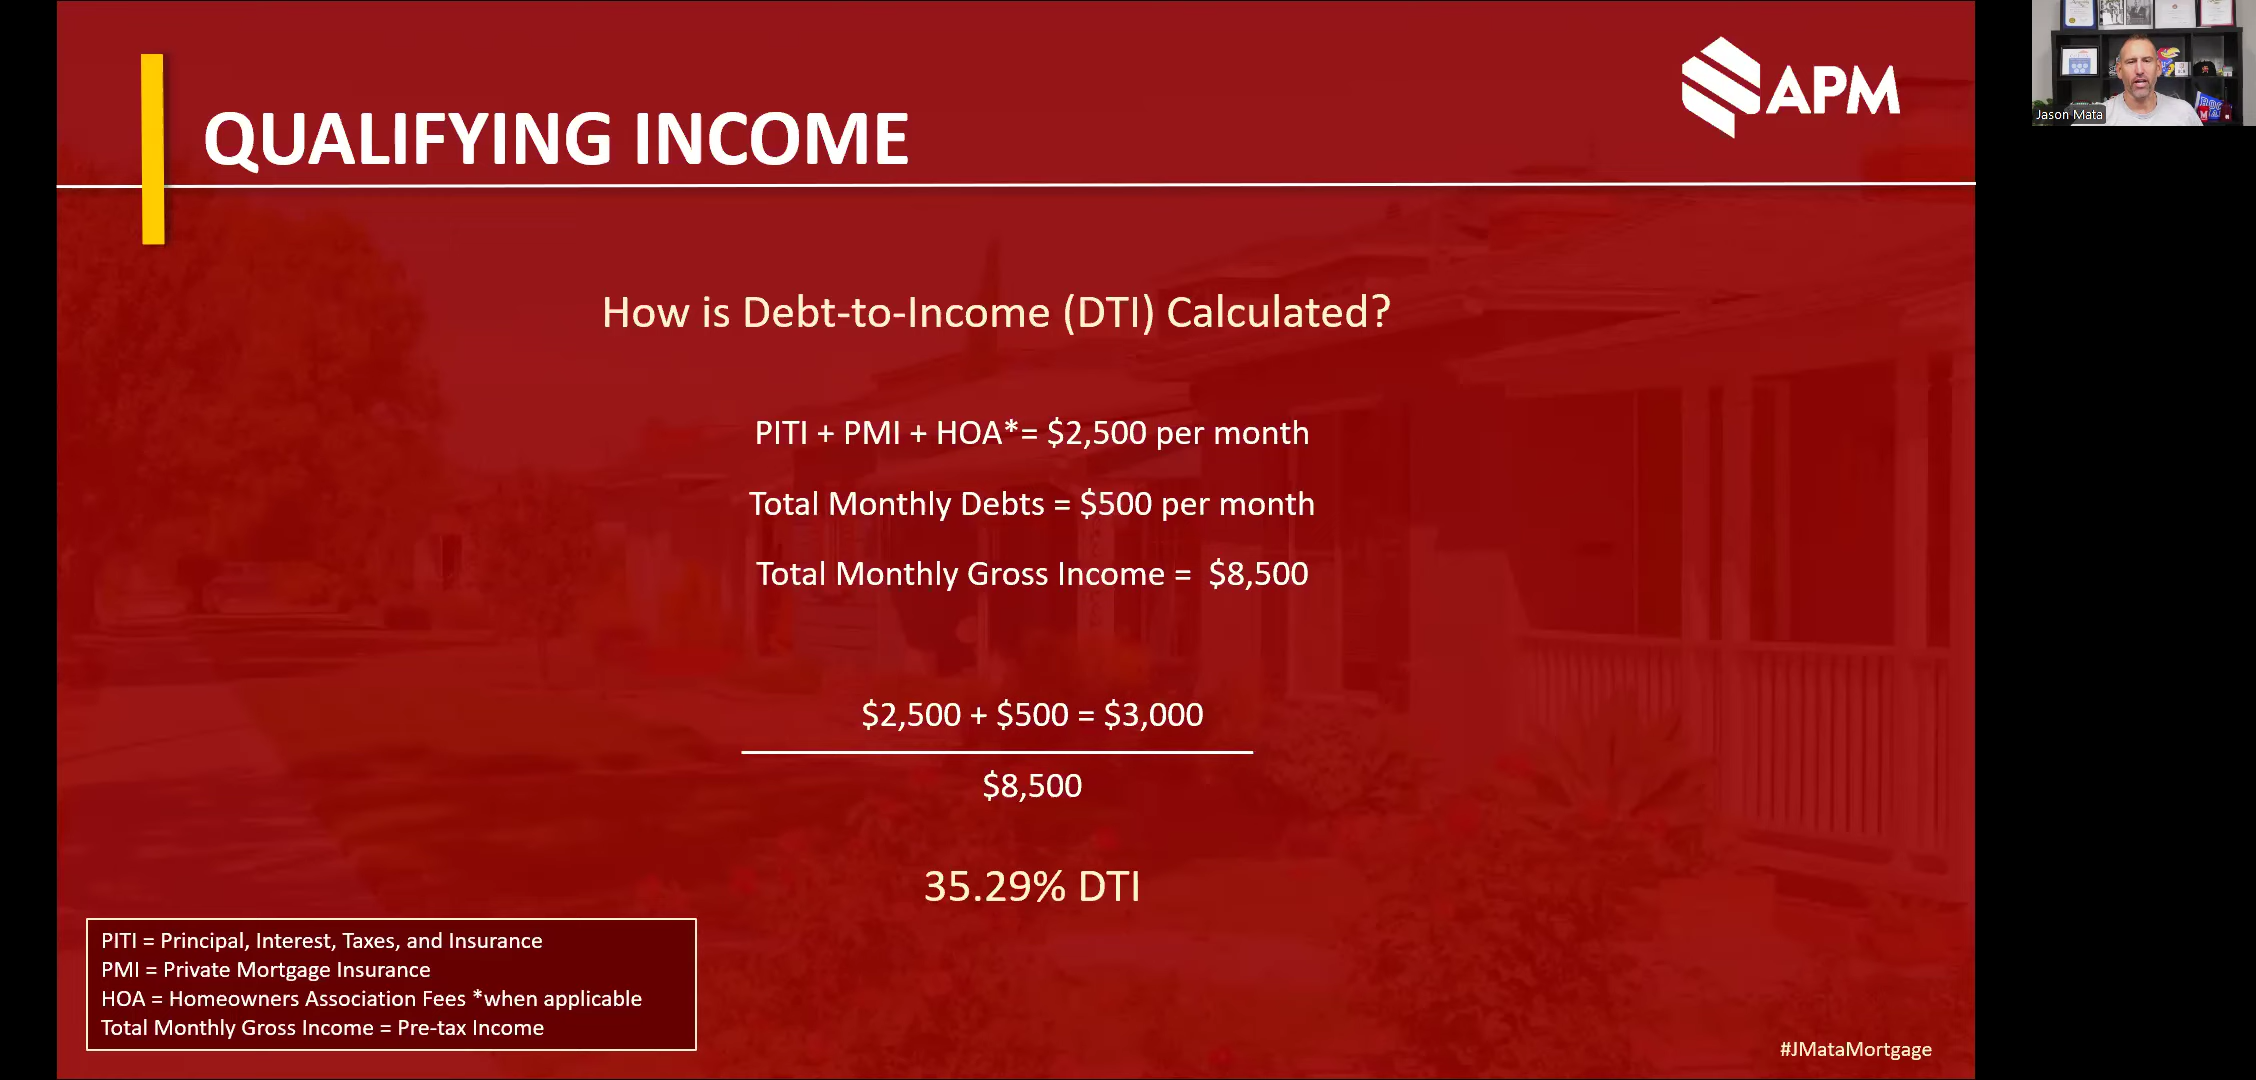 QUALIFYING INCOME
APM
Jason Mata
How is Debt-to-Income (DTI) Calculated?
PITI + PMI + HOA*= $2,500 per month
Total Monthly Debts = $500 per month
Total Monthly Gross Income = $8,500
$2,500 + $500 = $3,000
$8,500
35.29% DTI
PITI = Principal, Interest, Taxes, and Insurance
PMI = Private Mortgage Insurance
HOA = Homeowners Association Fees *when applicable
Total Monthly Gross Income = Pre-tax Income
#JMataMortgage